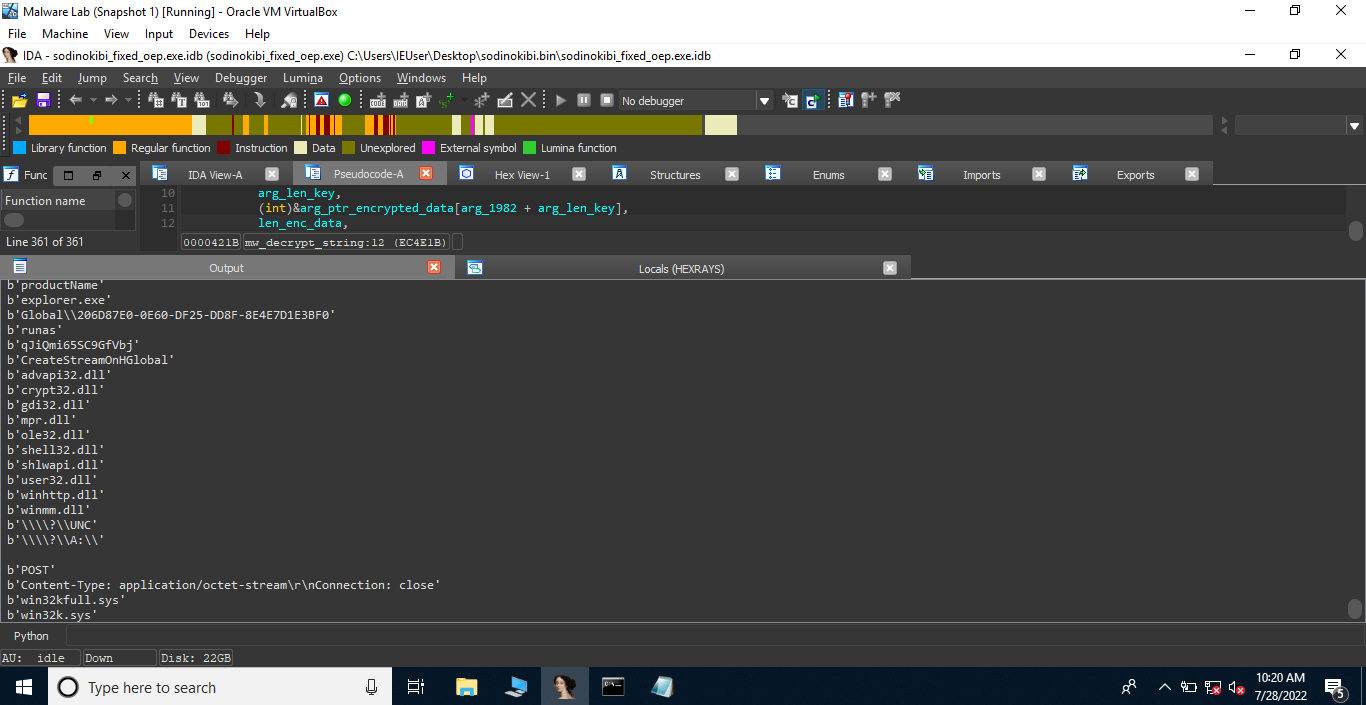 Malware Lab (Snapshot 1) [Running] - Oracle VM VirtualBox
File Machine View Input Devices Help
IDA - sodinokibi_fixed_oep.exe.idb (sodinokibi_fixed_oep.exe) C:\Users\IEUser\Desktop\sodinokibi.bin\sodinokibi_fixed_oep.exe.idb
File Edit Jump Search View Debugger Lumina Options Windows Help
No debugger
Library function Regular function Instruction Data Unexplored External symbol Lumina function
Func IDA View-A Pseudocode-A Hex View-1 Structures Enums Imports Exports
Function name
Line 361 of 361
10 arg_len_key,
11 (int)&arg_ptr_encrypted_data[arg_1982 + arg_len_key],
12 len_enc_data,
0000421B mw_decrypt_string:12 (EC4E1B)
Output Locals (HEXRAYS)
b'productName'
b'explorer.exe'
b'Global\\206D87E0-0E60-DF25-DD8F-8E4E7D1E3BF0'
b'runas'
b'qJiQmi65SC9GfVbj'
b'CreateStreamOnHGlobal'
b'advapi32.dll'
b'crypt32.dll'
b'gdi32.dll'
b'mpr.dll'
b'ole32.dll'
b'shell32.dll'
b'shlwapi.dll'
b'user32.dll'
b'winhttp.dll'
b'winmm.dll'
b'\\\\?\\UNC'
b'\\\\?\\A:\\'
b'POST'
b'Content-Type: application/octet-stream\r\nConnection: close'
b'win32kfull.sys'
b'win32k.sys'
Python
AU: idle Down Disk: 22GB
Type here to search
10:20 AM
7/28/2022
5